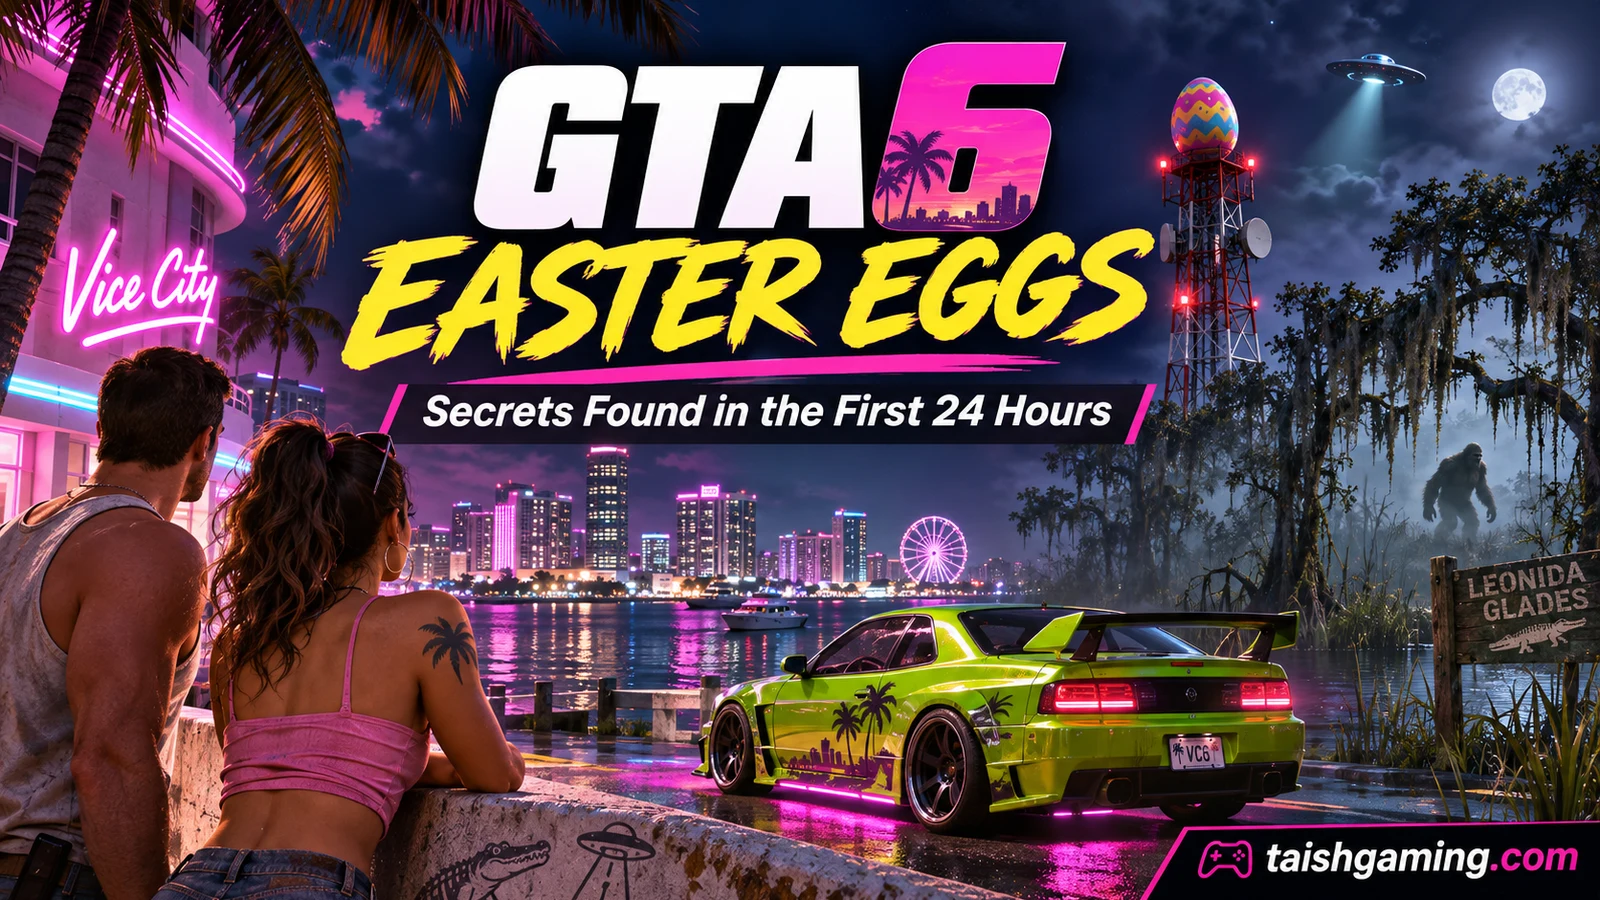 GTA 6
EASTER EGGS
Secrets Found in the First 24 Hours
Vice City
LEONIDA
GLADES
VC6
taishgaming.com